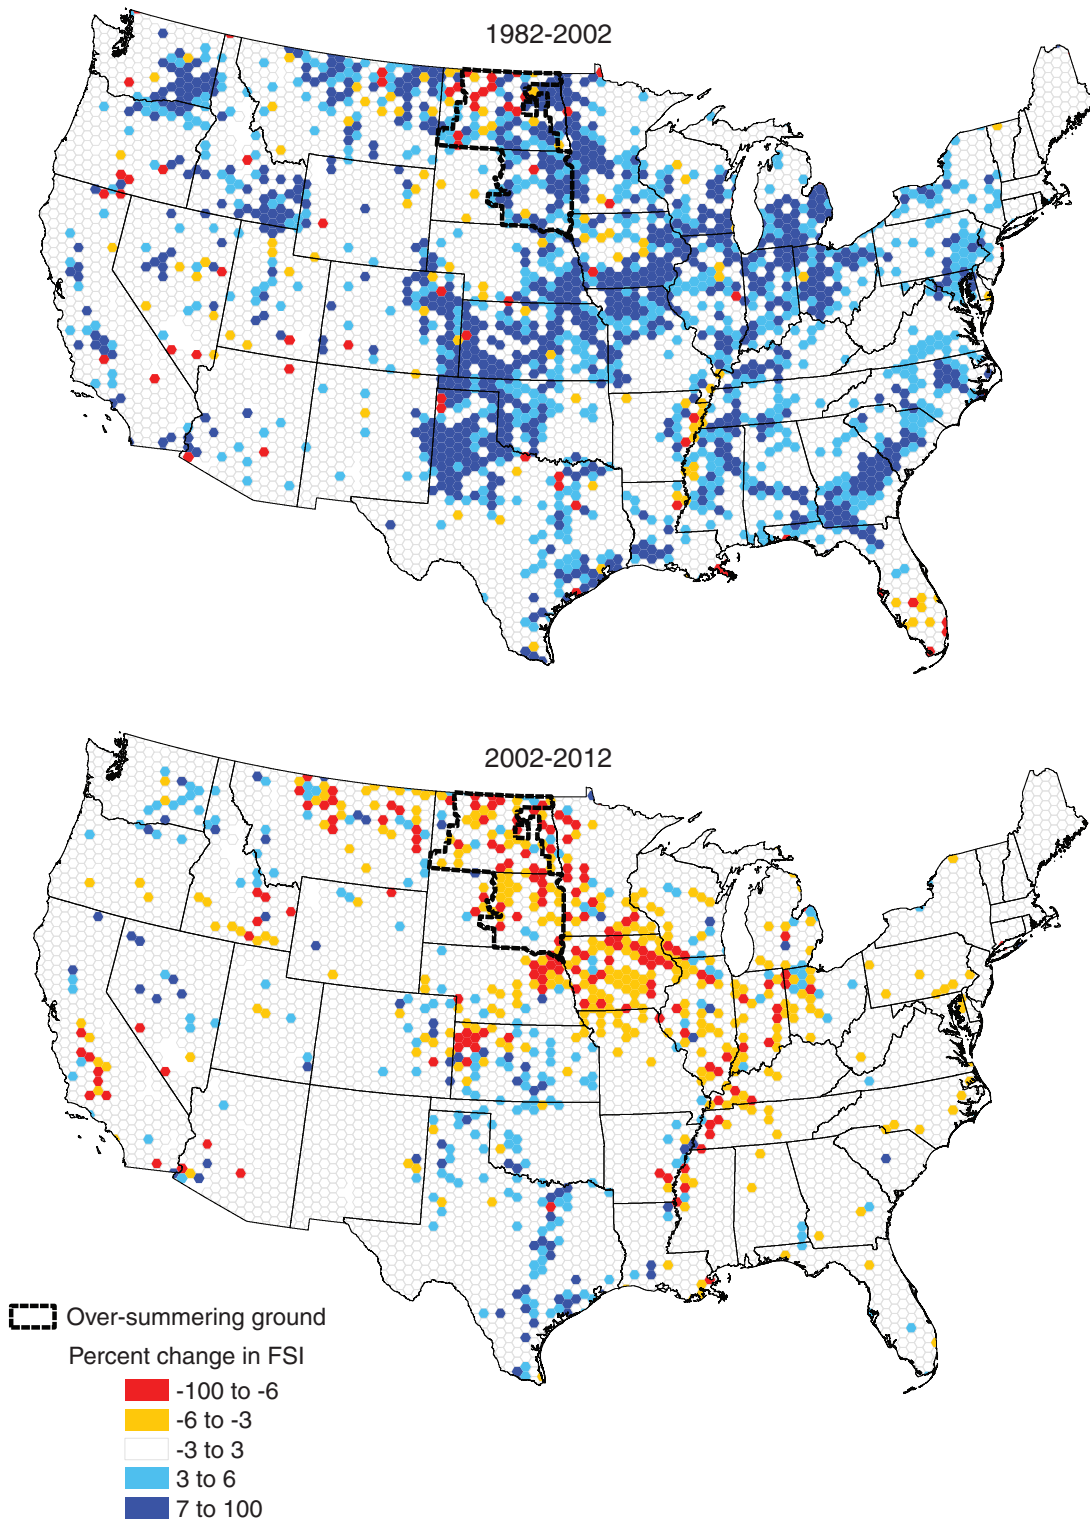 1982-2002
2002-2012
Over-summering ground
Percent change in FSI
-100 to -6
-6 to -3
-3 to 3
3 to 6
7 to 100